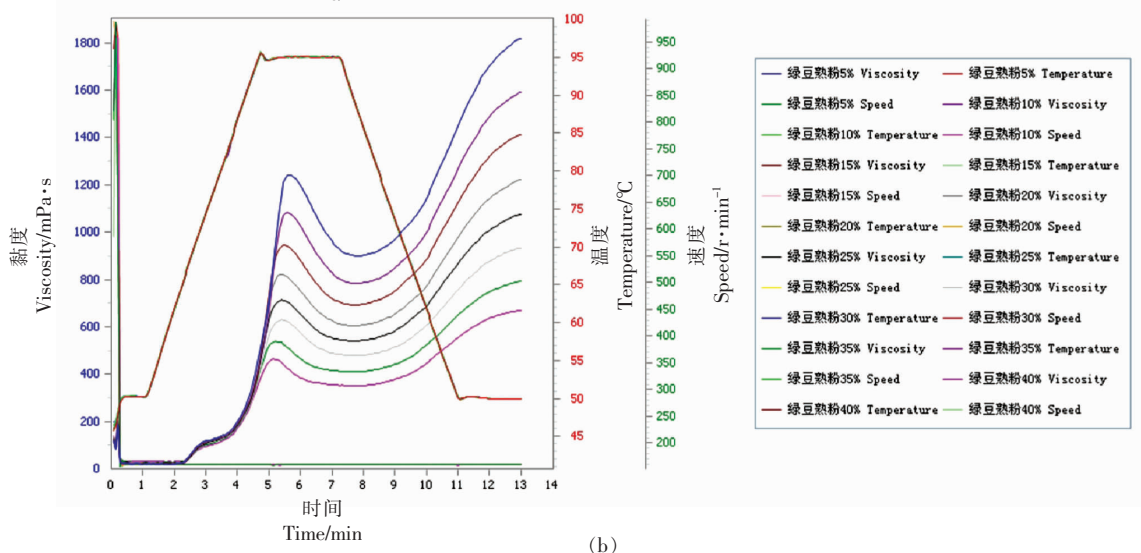 1800
1600
1400
1200
1000
800
600
400
200
0
黏度
Viscosity/mPa·s
0 1 2 3 4 5 6 7 8 9 10 11 12 13 14
时间
Time/min
100
95
90
85
80
75
70
65
60
55
50
45
温度
Temperature/℃
950
900
850
800
750
700
650
600
550
500
450
400
350
300
250
200
速度
Speed/r·min⁻¹
绿豆熟粉5% Viscosity 绿豆熟粉5% Temperature
绿豆熟粉5% Speed 绿豆熟粉10% Viscosity
绿豆熟粉10% Temperature 绿豆熟粉10% Speed
绿豆熟粉15% Viscosity 绿豆熟粉15% Temperature
绿豆熟粉15% Speed 绿豆熟粉20% Viscosity
绿豆熟粉20% Temperature 绿豆熟粉20% Speed
绿豆熟粉25% Viscosity 绿豆熟粉25% Temperature
绿豆熟粉25% Speed 绿豆熟粉30% Viscosity
绿豆熟粉30% Temperature 绿豆熟粉30% Speed
绿豆熟粉35% Viscosity 绿豆熟粉35% Temperature
绿豆熟粉35% Speed 绿豆熟粉40% Viscosity
绿豆熟粉40% Temperature 绿豆熟粉40% Speed
(b)